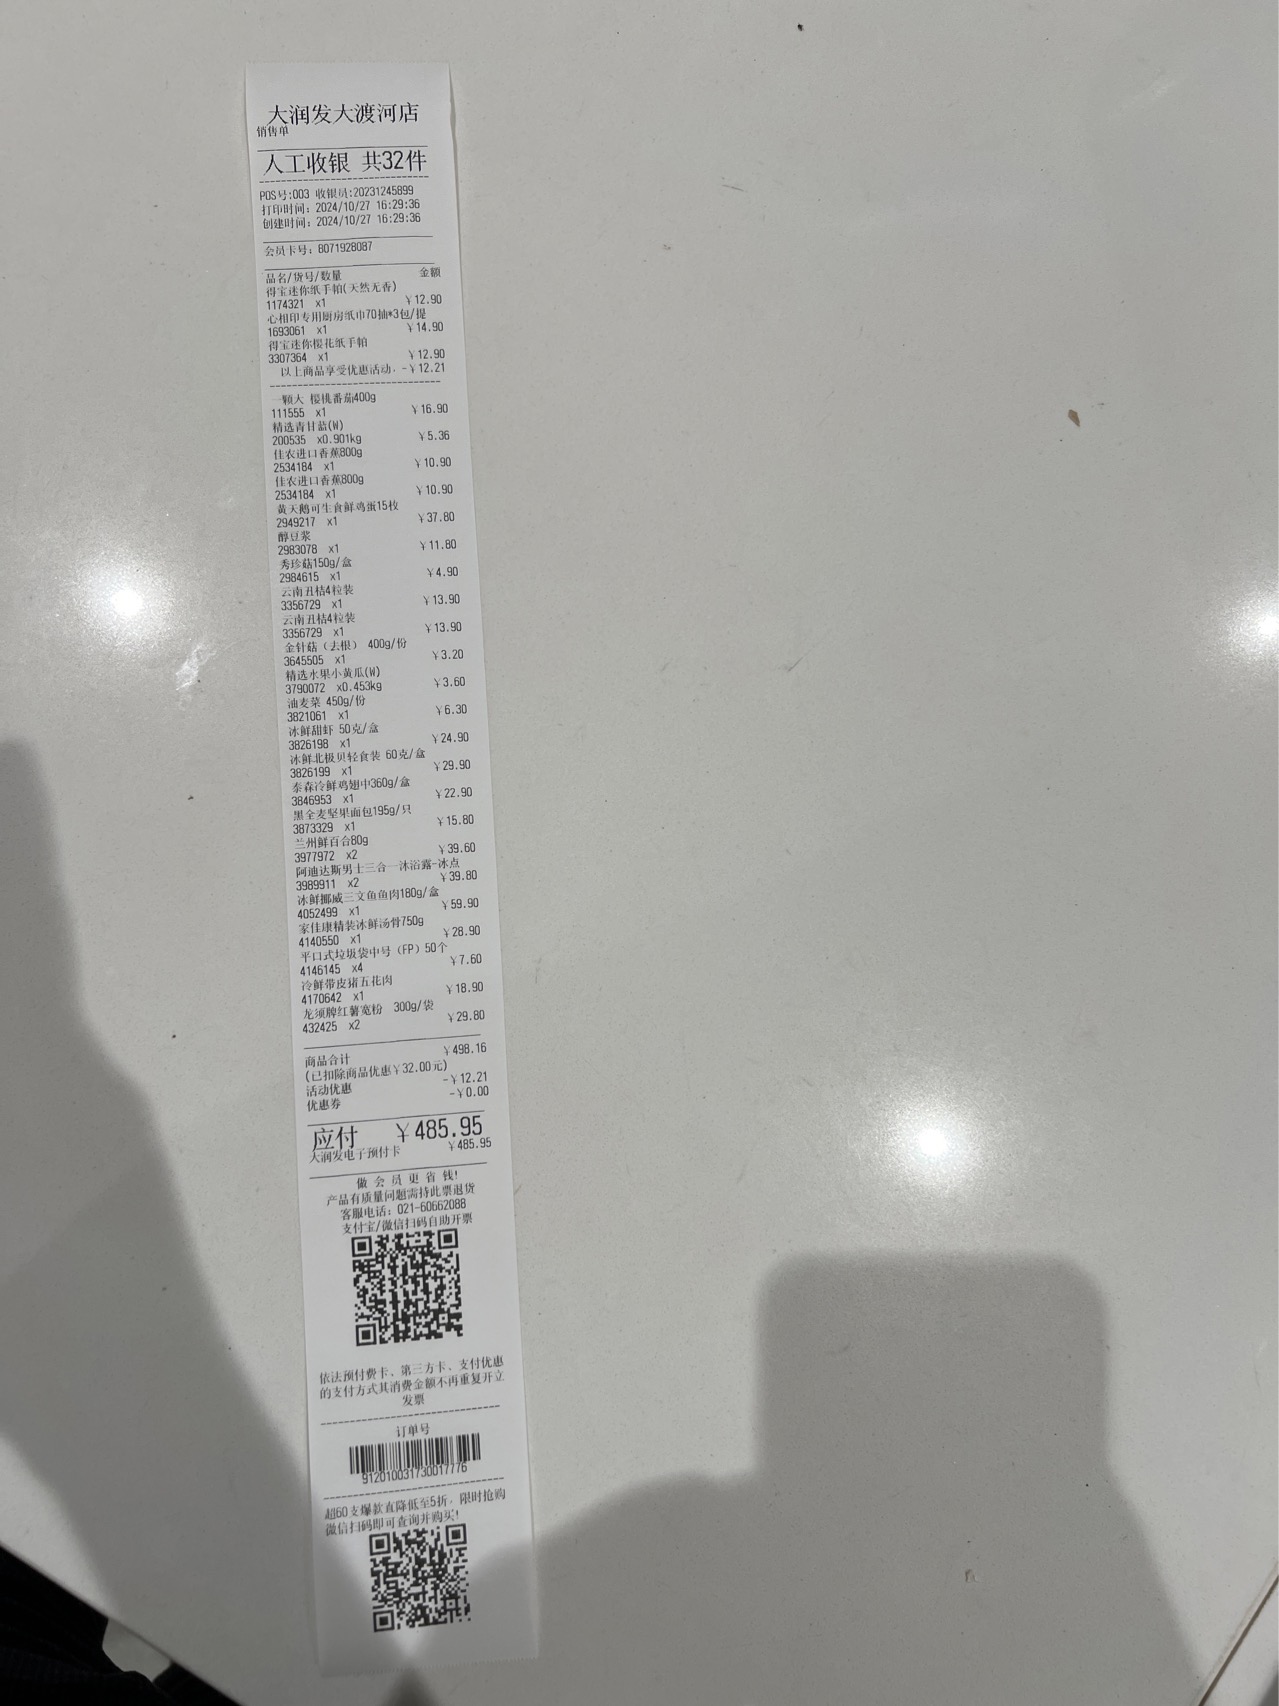 大润发大渡河店
销售单
人工收银 共32件
POS号:003 收银员:20231245899
打印时间: 2024/10/27 16:29:36
创建时间: 2024/10/27 16:29:36
会员卡号: 8071928087
品名/货号/数量 金额
得宝迷你纸手帕(天然无香)
1174321 x1 ￥12.90
心相印专用厨房纸巾70抽*3包/提
1693061 x1 ￥14.90
得宝迷你樱花纸手帕
3307364 x1 ￥12.90
以上商品享受优惠活动, -￥12.21
一颗大 樱桃番茄400g
111555 x1 ￥16.90
精选青甘蓝(W)
200535 x0.901kg ￥5.36
佳农进口香蕉800g
2534184 x1 ￥10.90
佳农进口香蕉800g
2534184 x1 ￥10.90
黄天鹅可生食鲜鸡蛋15枚
2949217 x1 ￥37.80
醇豆浆
2983078 x1 ￥11.80
秀珍菇150g/盒
2984615 x1 ￥4.90
云南丑桔4粒装
3356729 x1 ￥13.90
云南丑桔4粒装
3356729 x1 ￥13.90
金针菇（去根） 400g/份
3645505 x1 ￥3.20
精选水果小黄瓜(W)
3790072 x0.453kg ￥3.60
油麦菜 450g/份
3821061 x1 ￥6.30
冰鲜甜虾 50克/盒
3826198 x1 ￥24.90
冰鲜北极贝轻食装 60克/盒
3826199 x1 ￥29.90
泰森冷鲜鸡翅中360g/盒
3846953 x1 ￥22.90
黑全麦坚果面包195g/只
3873329 x1 ￥15.80
兰州鲜百合80g
3977972 x2 ￥39.60
阿迪达斯男士三合一沐浴露-冰点
3989911 x2 ￥39.80
冰鲜挪威三文鱼鱼肉180g/盒
4052499 x1 ￥59.90
家佳康精装冰鲜汤骨750g
4140550 x1 ￥28.90
平口式垃圾袋中号（FP）50个
4146145 x4 ￥7.60
冷鲜带皮猪五花肉
4170642 x1 ￥18.90
龙须牌红薯宽粉 300g/袋
432425 x2 ￥29.80
商品合计 ￥498.16
(已扣除商品优惠￥32.00元)
活动优惠 -￥12.21
优惠券 -￥0.00
应付 ￥485.95
大润发电子预付卡 ￥485.95
做 会 员 更 省 钱!
产品有质量问题需持此票退货
客服电话: 021-60662088
支付宝/微信扫码自助开票
依法预付费卡、第三方卡、支付优惠
的支付方式其消费金额不再重复开立
发票
订单号
912010031730017776
超60支爆款直降低至5折，限时抢购
微信扫码即可查询并购买!